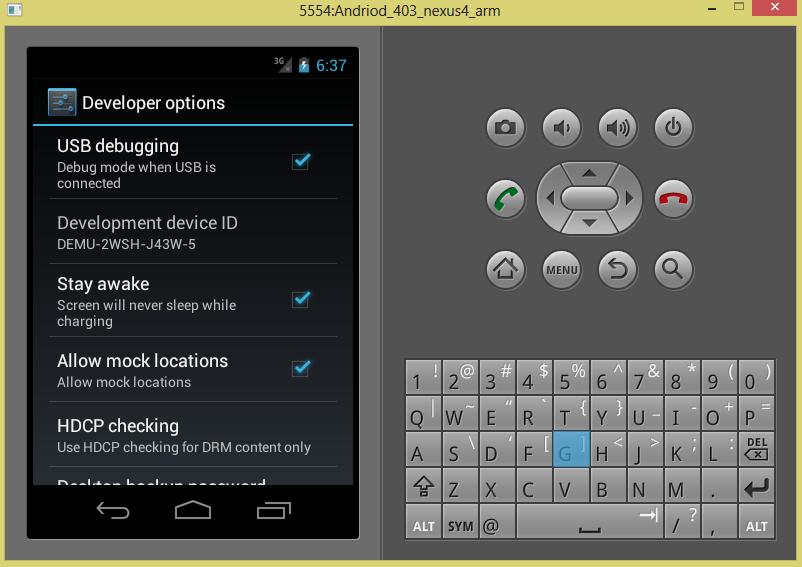 5554:Andriod_403_nexus4_arm
3G 6:37
Developer options
USB debugging
Debug mode when USB is
connected
Development device ID
DEMU-2WSH-J43W-5
Stay awake
Screen will never sleep while
charging
Allow mock locations
Allow mock locations
HDCP checking
Use HDCP checking for DRM content only
Desktop backup password
MENU
1 ! 2 @ 3 # 4 $ 5 % 6 ^ 7 & 8 * 9 ( 0 )
Q | W ~ E “ R ` T { Y } U _ I - O + P =
A S \ D ‘ F [ G ] H < J > K ; L : DEL
Z X C V B N M .
ALT SYM @ / ? , ALT